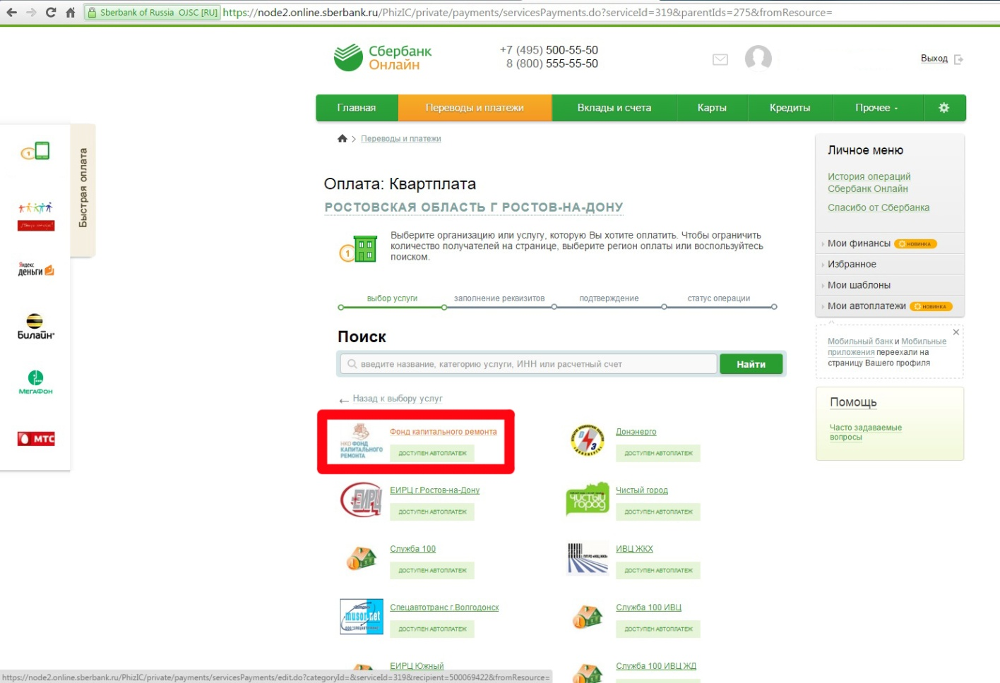 Sberbank of Russia OJSC [RU] https://node2.online.sberbank.ru/PhizIC/private/payments/servicesPayments.do?serviceId=319&parentIds=275&fromResource=
Сбербанк
Онлайн
+7 (495) 500-55-50
8 (800) 555-55-50
Выход
Главная
Переводы и платежи
Вклады и счета
Карты
Кредиты
Прочее
Переводы и платежи
Быстрая оплата
Яндекс
деньги
Билайн
МЕГАФОН
МТС
Оплата: Квартплата
РОСТОВСКАЯ ОБЛАСТЬ Г РОСТОВ-НА-ДОНУ
Выберите организацию или услугу, которую Вы хотите оплатить. Чтобы ограничить
количество получателей на странице, выберите регион оплаты или воспользуйтесь
поиском.
выбор услуги
заполнение реквизитов
подтверждение
статус операции
Поиск
введите название, категорию услуги, ИНН или расчетный счет
Найти
← Назад к выбору услуг
НКО ФОНД
КАПИТАЛЬНОГО
РЕМОНТА
Фонд капитального ремонта
ДОСТУПЕН АВТОПЛАТЕЖ
Донэнерго
ДОСТУПЕН АВТОПЛАТЕЖ
ЕИРЦ
ЕИРЦ г.Ростов-на-Дону
ДОСТУПЕН АВТОПЛАТЕЖ
Чистый
город
Чистый город
ДОСТУПЕН АВТОПЛАТЕЖ
Служба 100
ДОСТУПЕН АВТОПЛАТЕЖ
ИВЦ ЖКХ
ДОСТУПЕН АВТОПЛАТЕЖ
musor.net
Спецавтотранс г.Волгодонск
ДОСТУПЕН АВТОПЛАТЕЖ
Служба 100 ИВЦ
ДОСТУПЕН АВТОПЛАТЕЖ
ЕИРЦ Южный
Служба 100 ИВЦ ЖД
Личное меню
История операций
Сбербанк Онлайн
Спасибо от Сбербанка
Мои финансы НОВИНКА
Избранное
Мои шаблоны
Мои автоплатежи НОВИНКА
Мобильный банк и Мобильные
приложения переехали на
страницу Вашего профиля
Помощь
Часто задаваемые
вопросы
https://node2.online.sberbank.ru/PhizIC/private/payments/servicesPayments/edit.do?categoryId=&serviceId=319&recipient=500069422&fromResource=